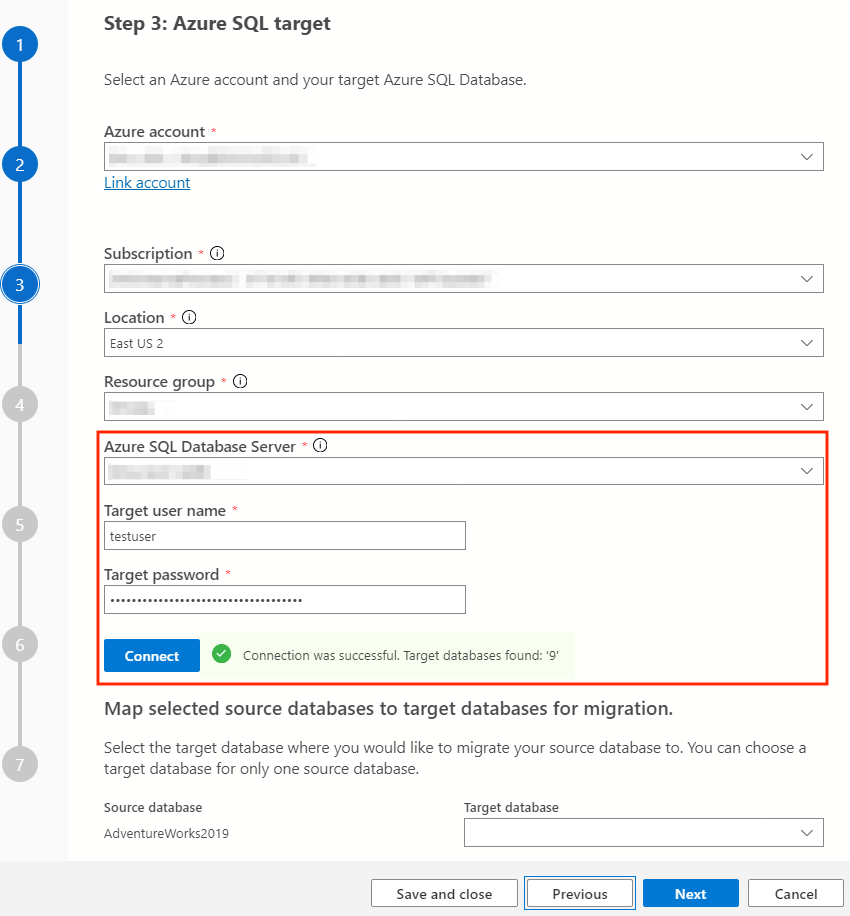 Step 3: Azure SQL target
1
Select an Azure account and your target Azure SQL Database.
Azure account *
2
Link account
Subscription *
3
Location *
East US 2
Resource group *
4
Azure SQL Database Server *
Target user name *
5
testuser
Target password *
••••••••••••••••••••••••••••••••••••
6
Connect
Connection was successful. Target databases found: '9'
Map selected source databases to target databases for migration.
Select the target database where you would like to migrate your source database to. You can choose a
7
target database for only one source database.
Source database
Target database
AdventureWorks2019
Save and close
Previous
Next
Cancel